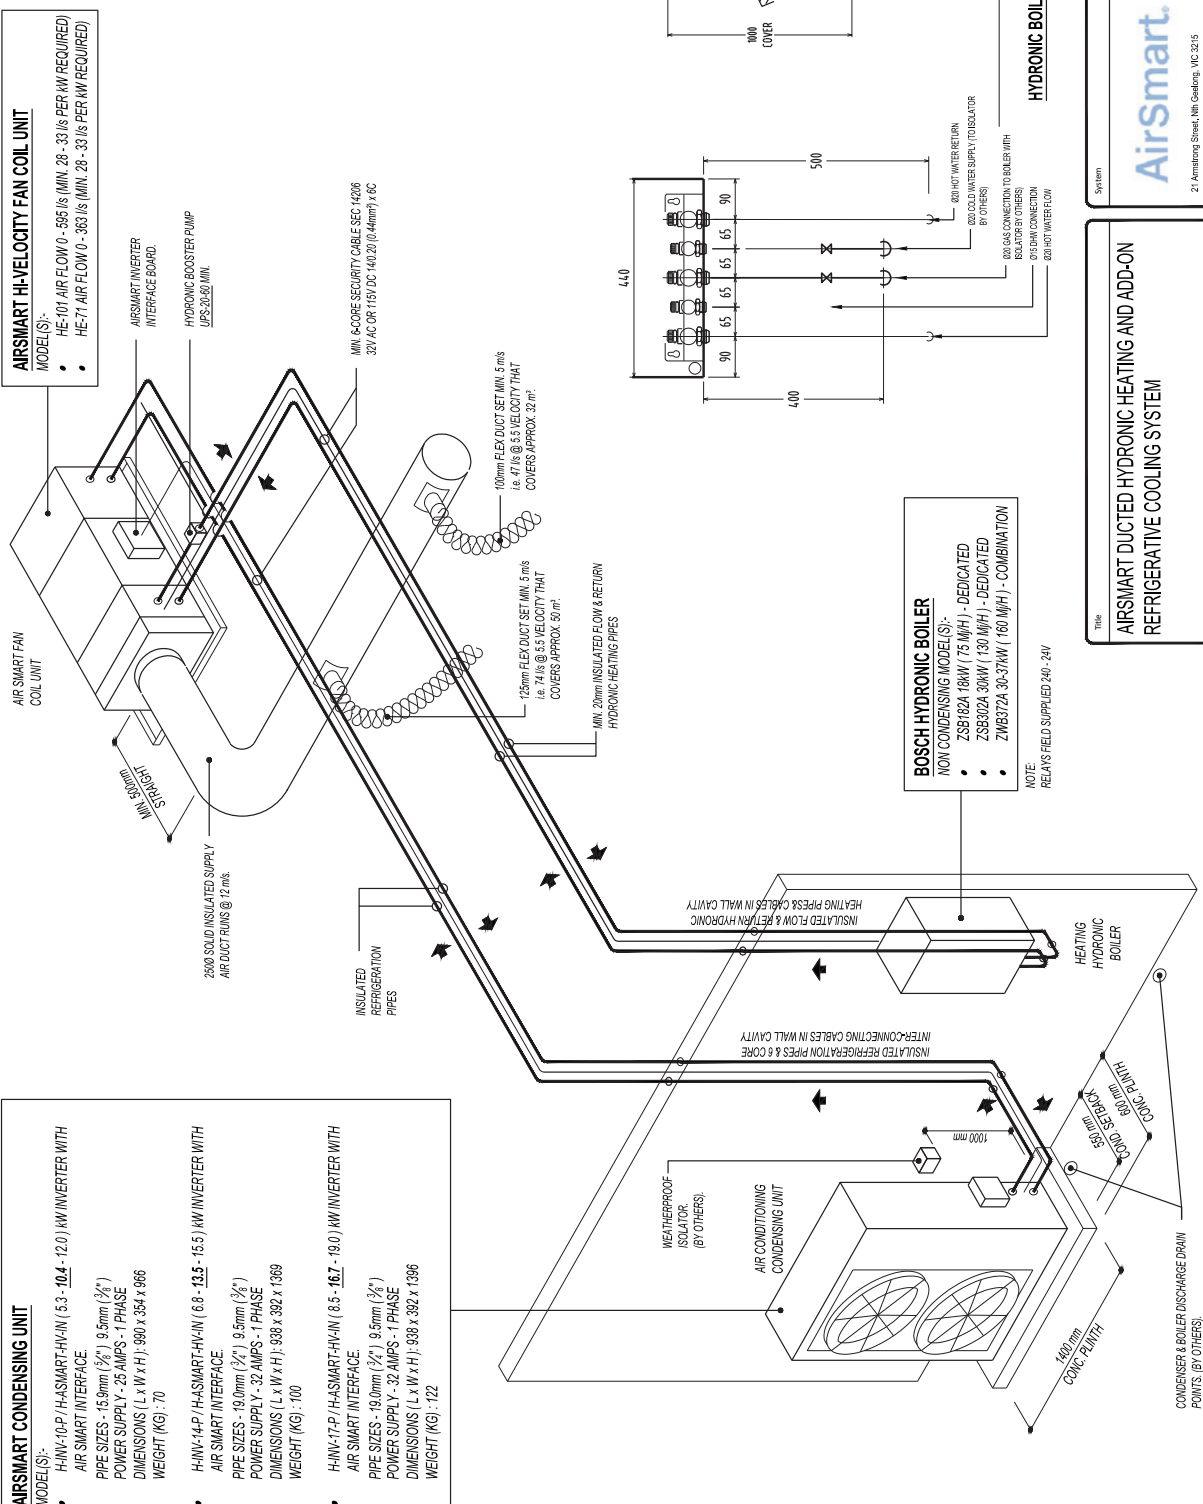 AIRSMART CONDENSING UNIT
MODEL(S):-
• H-INV-10-P / H-ASMART-HV-IN ( 5.3 - 10.4 - 12.0 ) kW INVERTER WITH
AIR SMART INTERFACE.
PIPE SIZES - 15.9mm (5/8") 9.5mm (3/8")
POWER SUPPLY - 25 AMPS - 1 PHASE
DIMENSIONS ( L x W x H ): 990 x 354 x 966
WEIGHT (KG) : 70
• H-INV-14-P / H-ASMART-HV-IN ( 6.8 - 13.5 - 15.5 ) kW INVERTER WITH
AIR SMART INTERFACE.
PIPE SIZES - 19.0mm (3/4") 9.5mm (3/8")
POWER SUPPLY - 32 AMPS - 1 PHASE
DIMENSIONS ( L x W x H ): 938 x 392 x 1369
WEIGHT (KG) : 100
• H-INV-17-P / H-ASMART-HV-IN ( 8.5 - 16.7 - 19.0 ) kW INVERTER WITH
AIR SMART INTERFACE.
PIPE SIZES - 19.0mm (3/4") 9.5mm (3/8")
POWER SUPPLY - 32 AMPS - 1 PHASE
DIMENSIONS ( L x W x H ): 938 x 392 x 1396
WEIGHT (KG) : 122
AIRSMART HI-VELOCITY FAN COIL UNIT
MODEL(S):-
• HE-101 AIR FLOW 0 - 595 l/s (MIN. 28 - 33 l/s PER kW REQUIRED)
• HE-71 AIR FLOW 0 - 363 l/s (MIN. 28 - 33 l/s PER kW REQUIRED)
AIR SMART FAN
COIL UNIT
AIRSMART INVERTER
INTERFACE BOARD.
HYDRONIC BOOSTER PUMP
UPS-20-60 MIN.
MIN. 500mm
STRAIGHT
250Ø SOLID INSULATED SUPPLY
AIR DUCT RUNS @ 12 m/s.
INSULATED
REFRIGERATION
PIPES
MIN. 6-CORE SECURITY CABLE SEC 14206
32V AC OR 115V DC 14/0.20 (0.44mm²) x 6C
100mm FLEX DUCT SET MIN. 5 m/s
i.e. 47 l/s @ 5.5 VELOCITY THAT
COVERS APPROX. 32 m².
125mm FLEX DUCT SET MIN. 5 m/s
i.e. 74 l/s @ 5.5 VELOCITY THAT
COVERS APPROX. 50 m².
MIN. 20mm INSULATED FLOW & RETURN
HYDRONIC HEATING PIPES
INSULATED FLOW & RETURN HYDRONIC
HEATING PIPES& CABLES IN WALL CAVITY
INSULATED REFRIGERATION PIPES & 6 CORE
INTER-CONNECTING CABLES IN WALL CAVITY
WEATHERPROOF
ISOLATOR.
(BY OTHERS).
AIR CONDITIONING
CONDENSING UNIT
1000 mm
550 mm
COND. SETBACK
600 mm
CONC. PLINTH
1400 mm
CONC. PLINTH
HEATING
HYDRONIC
BOILER
CONDENSER & BOILER DISCHARGE DRAIN
POINTS. (BY OTHERS).
BOSCH HYDRONIC BOILER
NON CONDENSING MODEL(S):-
• ZSB182A 18kW ( 75 Mj/H ) - DEDICATED
• ZSB302A 30kW ( 130 Mj/H ) - DEDICATED
• ZWB372A 30-37kW ( 160 Mj/H ) - COMBINATION
NOTE:
RELAYS FIELD SUPPLIED 240 - 24V
1000
COVER
440
90
65
65
65
65
90
400
500
Ø20 HOT WATER RETURN
Ø20 COLD WATER SUPPLY (TO ISOLATOR
BY OTHERS)
Ø20 GAS CONNECTION TO BOILER WITH
ISOLATOR BY OTHERS)
Ø15 DHW CONNECTION
Ø20 HOT WATER FLOW
HYDRONIC BOIL
Title
AIRSMART DUCTED HYDRONIC HEATING AND ADD-ON
REFRIGERATIVE COOLING SYSTEM
System
AirSmart.
21 Armstrong Street, Nth Geelong, VIC 3215